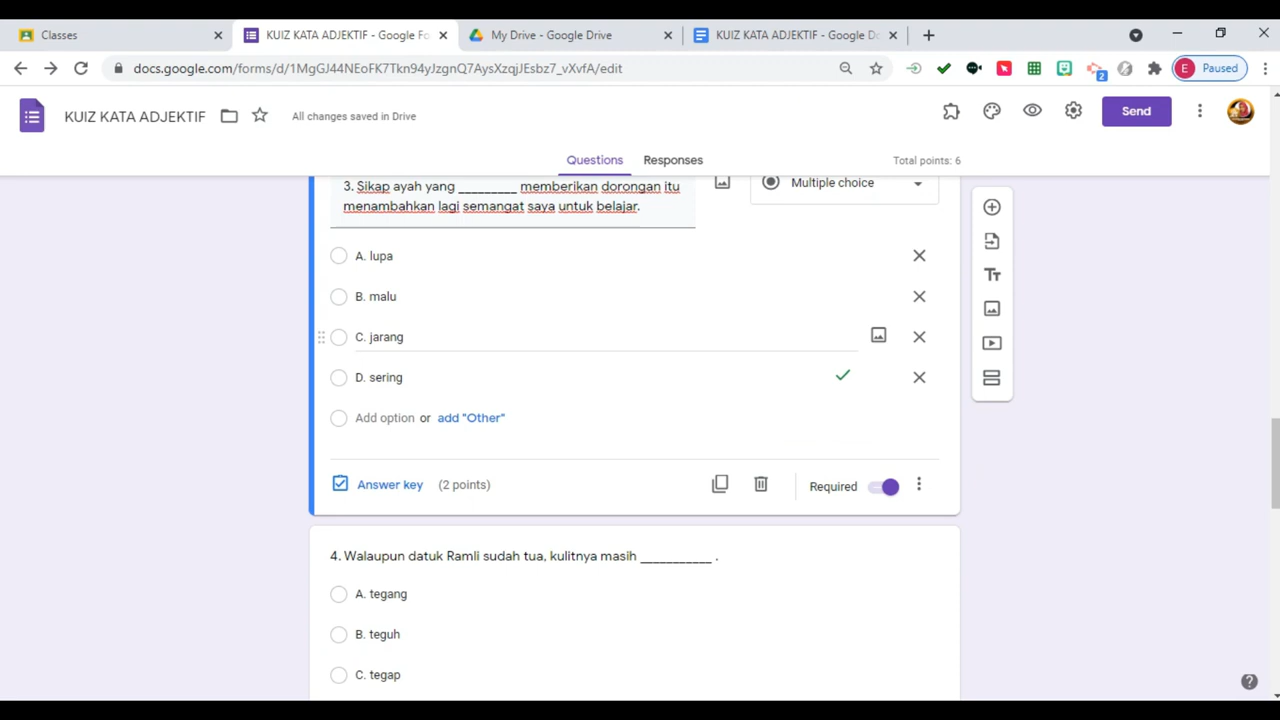 Classes
KUIZ KATA ADJEKTIF - Google Fo
My Drive - Google Drive
KUIZ KATA ADJEKTIF - Google Do
docs.google.com/forms/d/1MgGJ44NEoFK7Tkn94yJzgnQ7AysXzqjJEsbz7_vXvfA/edit
2
E
Paused
KUIZ KATA ADJEKTIF
All changes saved in Drive
Send
Questions
Responses
Total points: 6
3. Sikap ayah yang _________ memberikan dorongan itu
menambahkan lagi semangat saya untuk belajar.
Multiple choice
A. lupa
B. malu
C. jarang
D. sering
Add option or add "Other"
Answer key (2 points)
Required
Tт
4. Walaupun datuk Ramli sudah tua, kulitnya masih ___________ .
A. tegang
B. teguh
C. tegap